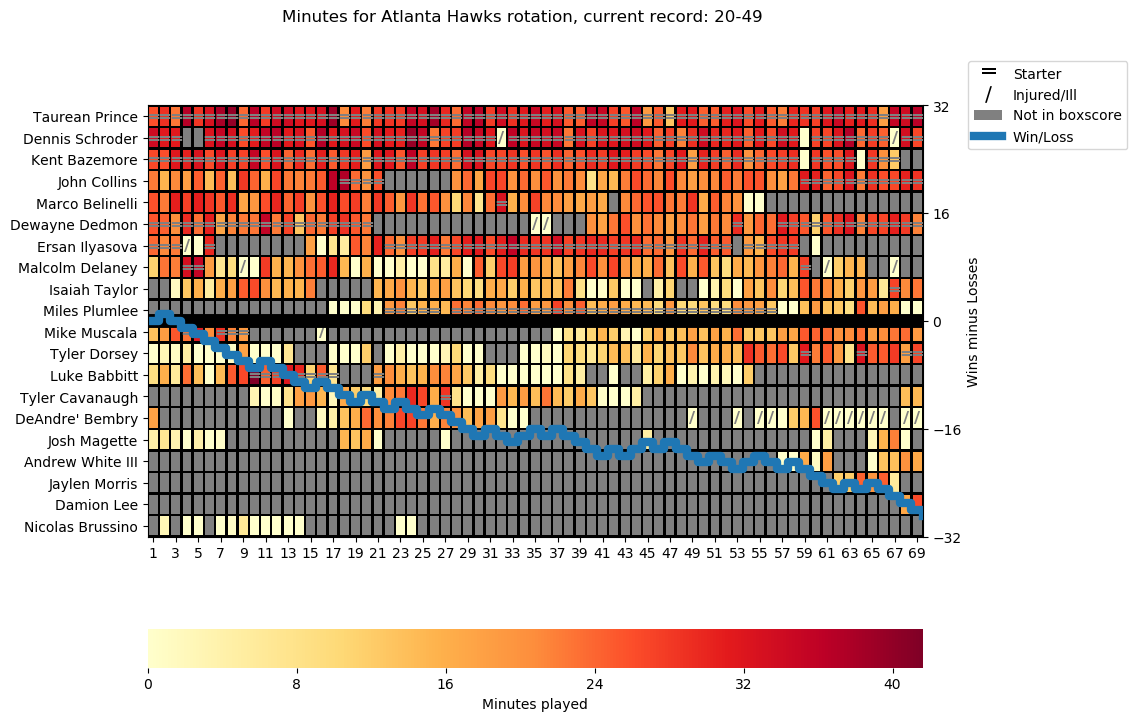 Minutes for Atlanta Hawks rotation, current record: 20-49
Starter
Injured/Ill
Not in boxscore
Win/Loss
Taurean Prince
Dennis Schroder
Kent Bazemore
John Collins
Marco Belinelli
Dewayne Dedmon
Ersan Ilyasova
Malcolm Delaney
Isaiah Taylor
Miles Plumlee
Mike Muscala
Tyler Dorsey
Luke Babbitt
Tyler Cavanaugh
DeAndre' Bembry
Josh Magette
Andrew White III
Jaylen Morris
Damion Lee
Nicolas Brussino
32
16
0
−16
−32
Wins minus Losses
1 3 5 7 9 11 13 15 17 19 21 23 25 27 29 31 33 35 37 39 41 43 45 47 49 51 53 55 57 59 61 63 65 67 69
0 8 16 24 32 40
Minutes played